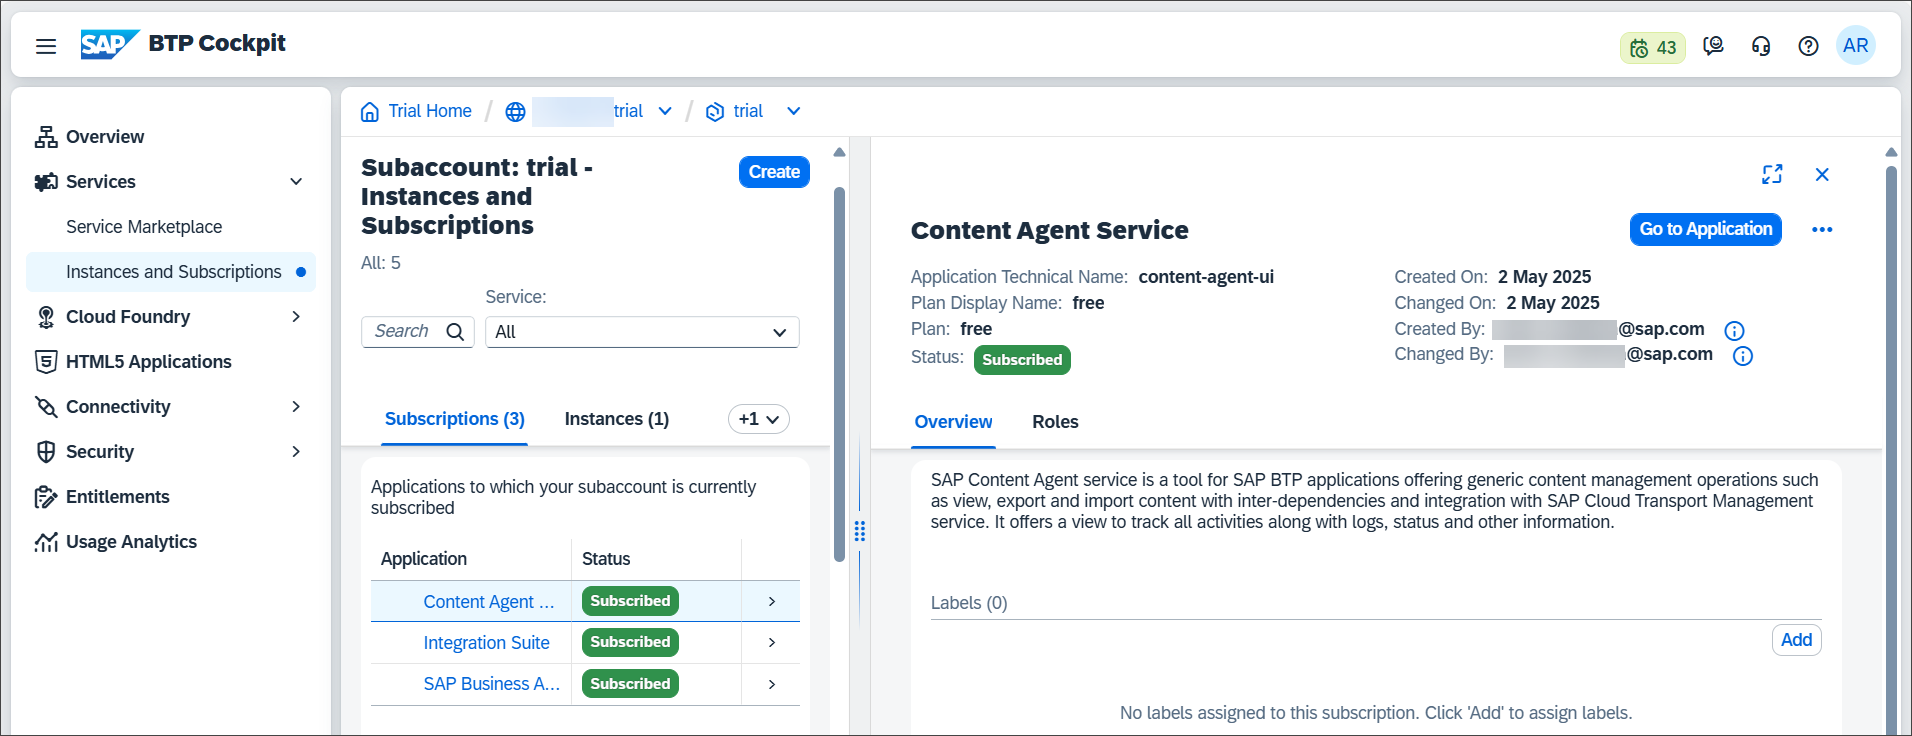 SAP BTP Cockpit
43
AR
Overview
Services
Service Marketplace
Instances and Subscriptions
Cloud Foundry
HTML5 Applications
Connectivity
Security
Entitlements
Usage Analytics
Trial Home / trial / trial
Subaccount: trial -
Instances and
Subscriptions
Create
All: 5
Service:
Search
All
Subscriptions (3)
Instances (1)
+1
Applications to which your subaccount is currently
subscribed
Application Status
Content Agent ... Subscribed
Integration Suite Subscribed
SAP Business A... Subscribed
Content Agent Service
Go to Application
Application Technical Name: content-agent-ui
Plan Display Name: free
Plan: free
Status: Subscribed
Created On: 2 May 2025
Changed On: 2 May 2025
Created By: @sap.com
Changed By: @sap.com
Overview
Roles
SAP Content Agent service is a tool for SAP BTP applications offering generic content management operations such
as view, export and import content with inter-dependencies and integration with SAP Cloud Transport Management
service. It offers a view to track all activities along with logs, status and other information.
Labels (0)
Add
No labels assigned to this subscription. Click 'Add' to assign labels.